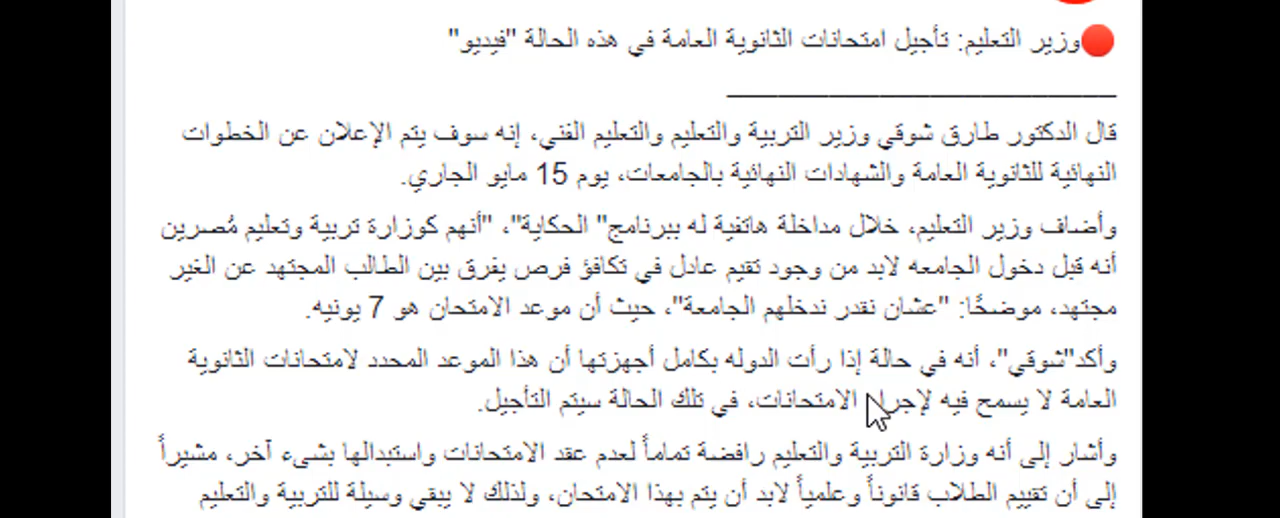 وزير التعليم: تأجيل امتحانات الثانوية العامة في هذه الحالة "فيديو"
قال الدكتور طارق شوقي وزير التربية والتعليم والتعليم الفني، إنه سوف يتم الإعلان عن الخطوات
النهائية للثانوية العامة والشهادات النهائية بالجامعات، يوم 15 مايو الجاري.
وأضاف وزير التعليم، خلال مداخلة هاتفية له ببرنامج" الحكاية"، "أنهم كوزارة تربية وتعليم مُصرين
أنه قبل دخول الجامعه لابد من وجود تقيم عادل في تكافؤ فرص يفرق بين الطالب المجتهد عن الغير
مجتهد، موضحًا: "عشان نقدر ندخلهم الجامعة"، حيث أن موعد الامتحان هو 7 يونيه.
وأكد"شوقي"، أنه في حالة إذا رأت الدوله بكامل أجهزتها أن هذا الموعد المحدد لامتحانات الثانوية
العامة لا يسمح فيه لإجراء الامتحانات، في تلك الحالة سيتم التأجيل.
وأشار إلى أنه وزارة التربية والتعليم رافضة تماماً لعدم عقد الامتحانات واستبدالها بشىء آخر، مشيراً
إلى أن تقييم الطلاب قانوناً وعلمياً لابد أن يتم بهذا الامتحان، ولذلك لا يبقي وسيلة للتربية والتعليم